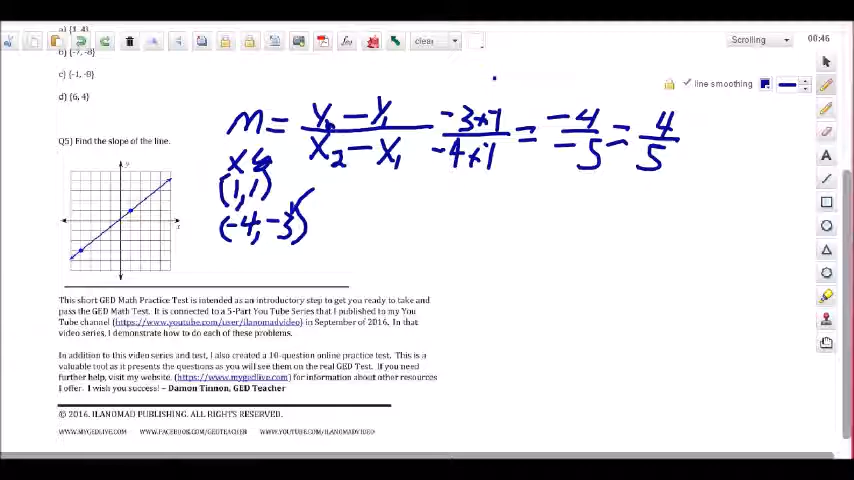 a) {1, 4}
clear
Scrolling
00:46
b) {-7, -8}
c) {-1, -8}
line smoothing
d) {6, 4}
m = Y2 - Y1 / X2 - X1 -3+-1 / -4+-1 = -4 / -5 = 4 / 5
Q5) Find the slope of the line.
X Y
(1,1)
(-4,-3)
y
x
This short GED Math Practice Test is intended as an introductory step to get you ready to take and
pass the GED Math Test. It is connected to a 5-Part You Tube Series that I published to my You
Tube channel (https://www.youtube.com/user/ilanomadvideo) in September of 2016. In that
video series, I demonstrate how to do each of these problems.
In addition to this video series and test, I also created a 10-question online practice test. This is a
valuable tool as it presents the questions as you will see them on the real GED Test. If you need
further help, visit my website. (https://www.mygedlive.com) for information about other resources
I offer. I wish you success! – Damon Tinnon, GED Teacher
© 2016. ILANOMAD PUBLISHING. ALL RIGHTS RESERVED.
WWW.MYGEDLIVE.COM WWW.FACEBOOK.COM/GEDTEACHER WWW.YOUTUBE.COM/ILANOMADVIDEO